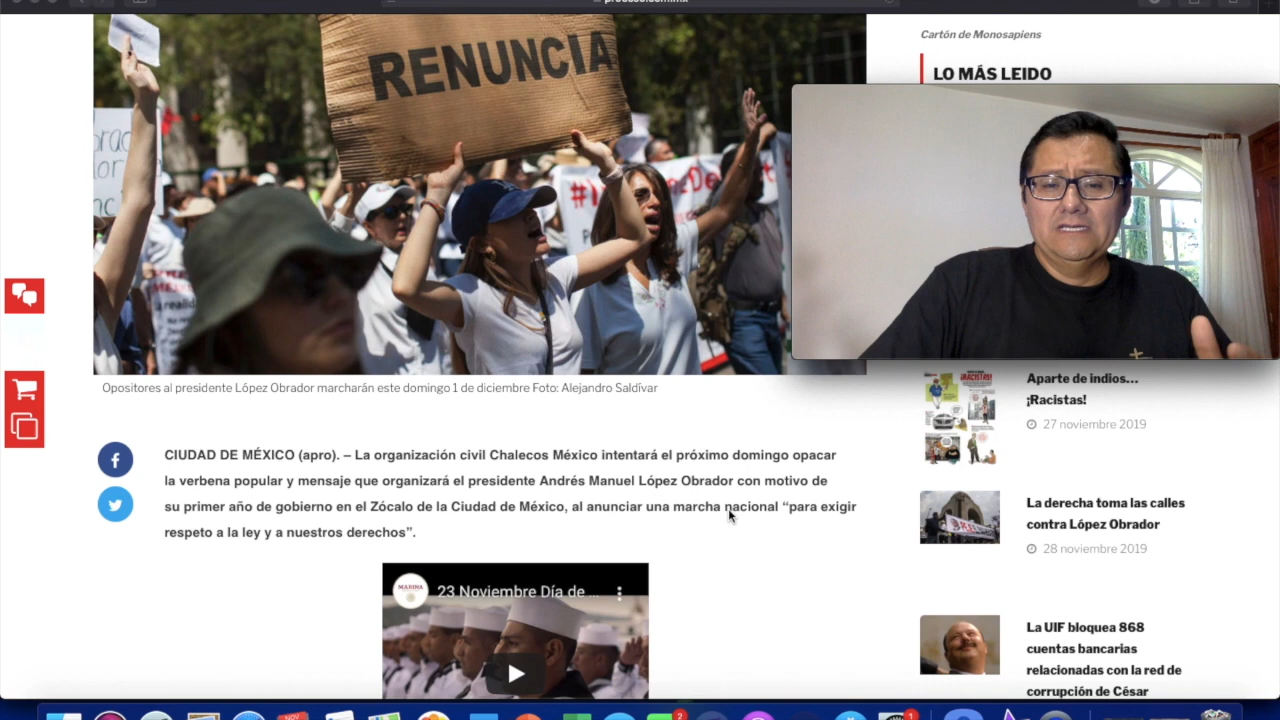 Cartón de Monosapiens
LO MÁS LEIDO
RENUNCIA
Opositores al presidente López Obrador marcharán este domingo 1 de diciembre Foto: Alejandro Saldívar
CIUDAD DE MÉXICO (apro). – La organización civil Chalecos México intentará el próximo domingo opacar
la verbena popular y mensaje que organizará el presidente Andrés Manuel López Obrador con motivo de
su primer año de gobierno en el Zócalo de la Ciudad de México, al anunciar una marcha nacional “para exigir
respeto a la ley y a nuestros derechos”.
MARINA
23 Noviembre Día de ...
Aparte de indios...
¡Racistas!
27 noviembre 2019
La derecha toma las calles
contra López Obrador
28 noviembre 2019
La UIF bloquea 868
cuentas bancarias
relacionadas con la red de
corrupción de César
NOV
2
1